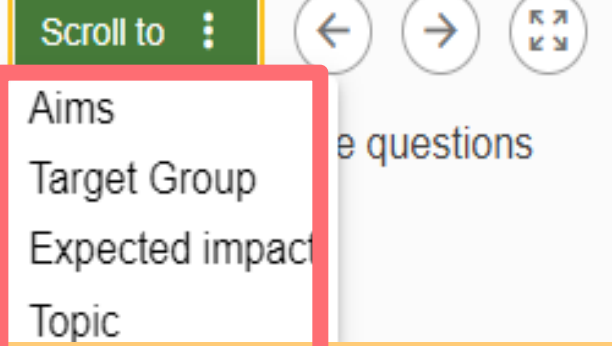 Scroll to
Aims
e questions
Target Group
Expected impact
Topic